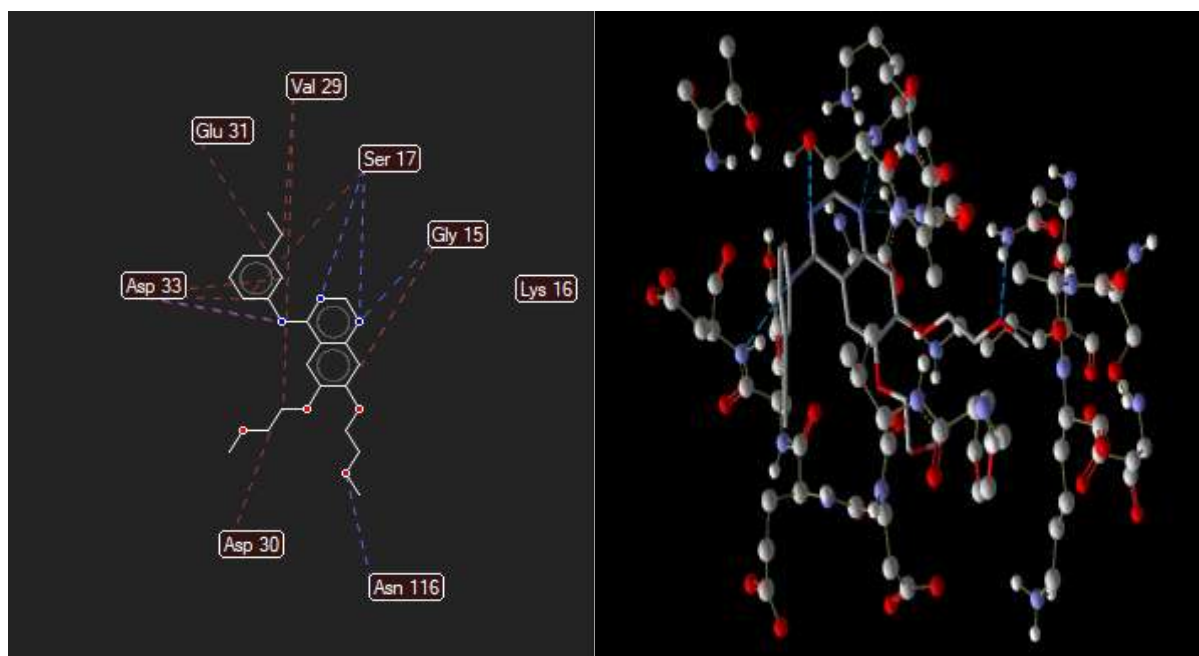 Val 29
Glu 31
Ser 17
Gly 15
Asp 33
Lys 16
Asp 30
Asn 116